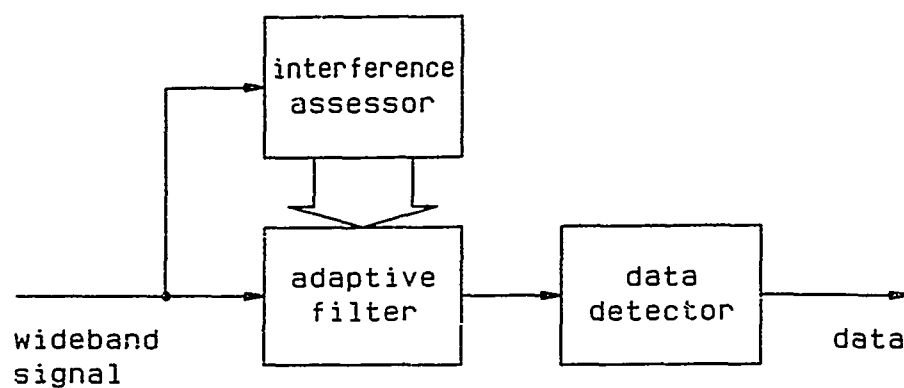 interference
assessor
adaptive
filter
data
detector
wideband
signal
data